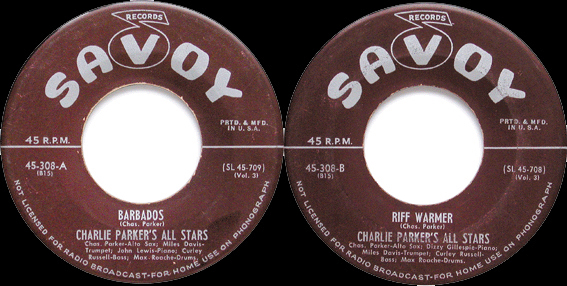 RECORDS
SAVOY
PRTD. & MFD.
IN U.S.A.
45 R.P.M.
45-308-A
(B15)
(SL 45-709)
(Vol. 3)
BARBADOS
(Chas. Parker)
CHARLIE PARKER'S ALL STARS
Chas. Parker-Alto Sax; Miles Davis-
Trumpet; John Lewis-Piano; Curley
Russell-Bass; Max Roach-Drums.
NOT LICENSED FOR RADIO BROADCAST-FOR HOME USE ON PHONOGRAPH
RECORDS
SAVOY
PRTD. & MFD.
IN U.S.A.
45 R.P.M.
45-308-B
(B15)
(SL 45-708)
(Vol. 3)
RIFF WARMER
(Chas. Parker)
CHARLIE PARKER'S ALL STARS
Chas. Parker-Alto Sax; Dizzy Gillespie-Piano;
Miles Davis-Trumpet; Curley Russell-
Bass; Max Roach-Drums.
NOT LICENSED FOR RADIO BROADCAST-FOR HOME USE ON PHONOGRAPH